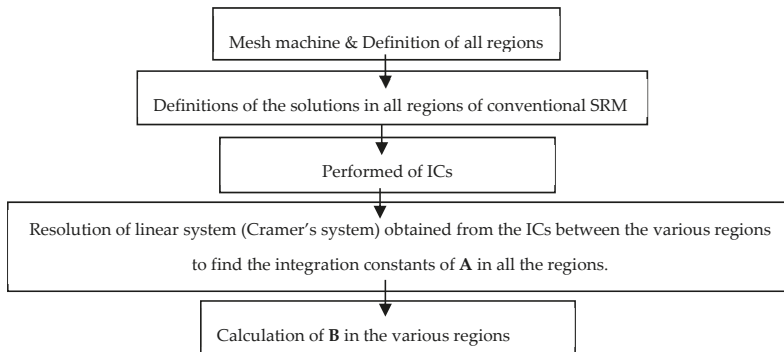 Mesh machine & Definition of all regions
Definitions of the solutions in all regions of conventional SRM
Performed of ICs
Resolution of linear system (Cramer's system) obtained from the ICs between the various regions
to find the integration constants of A in all the regions.
Calculation of B in the various regions